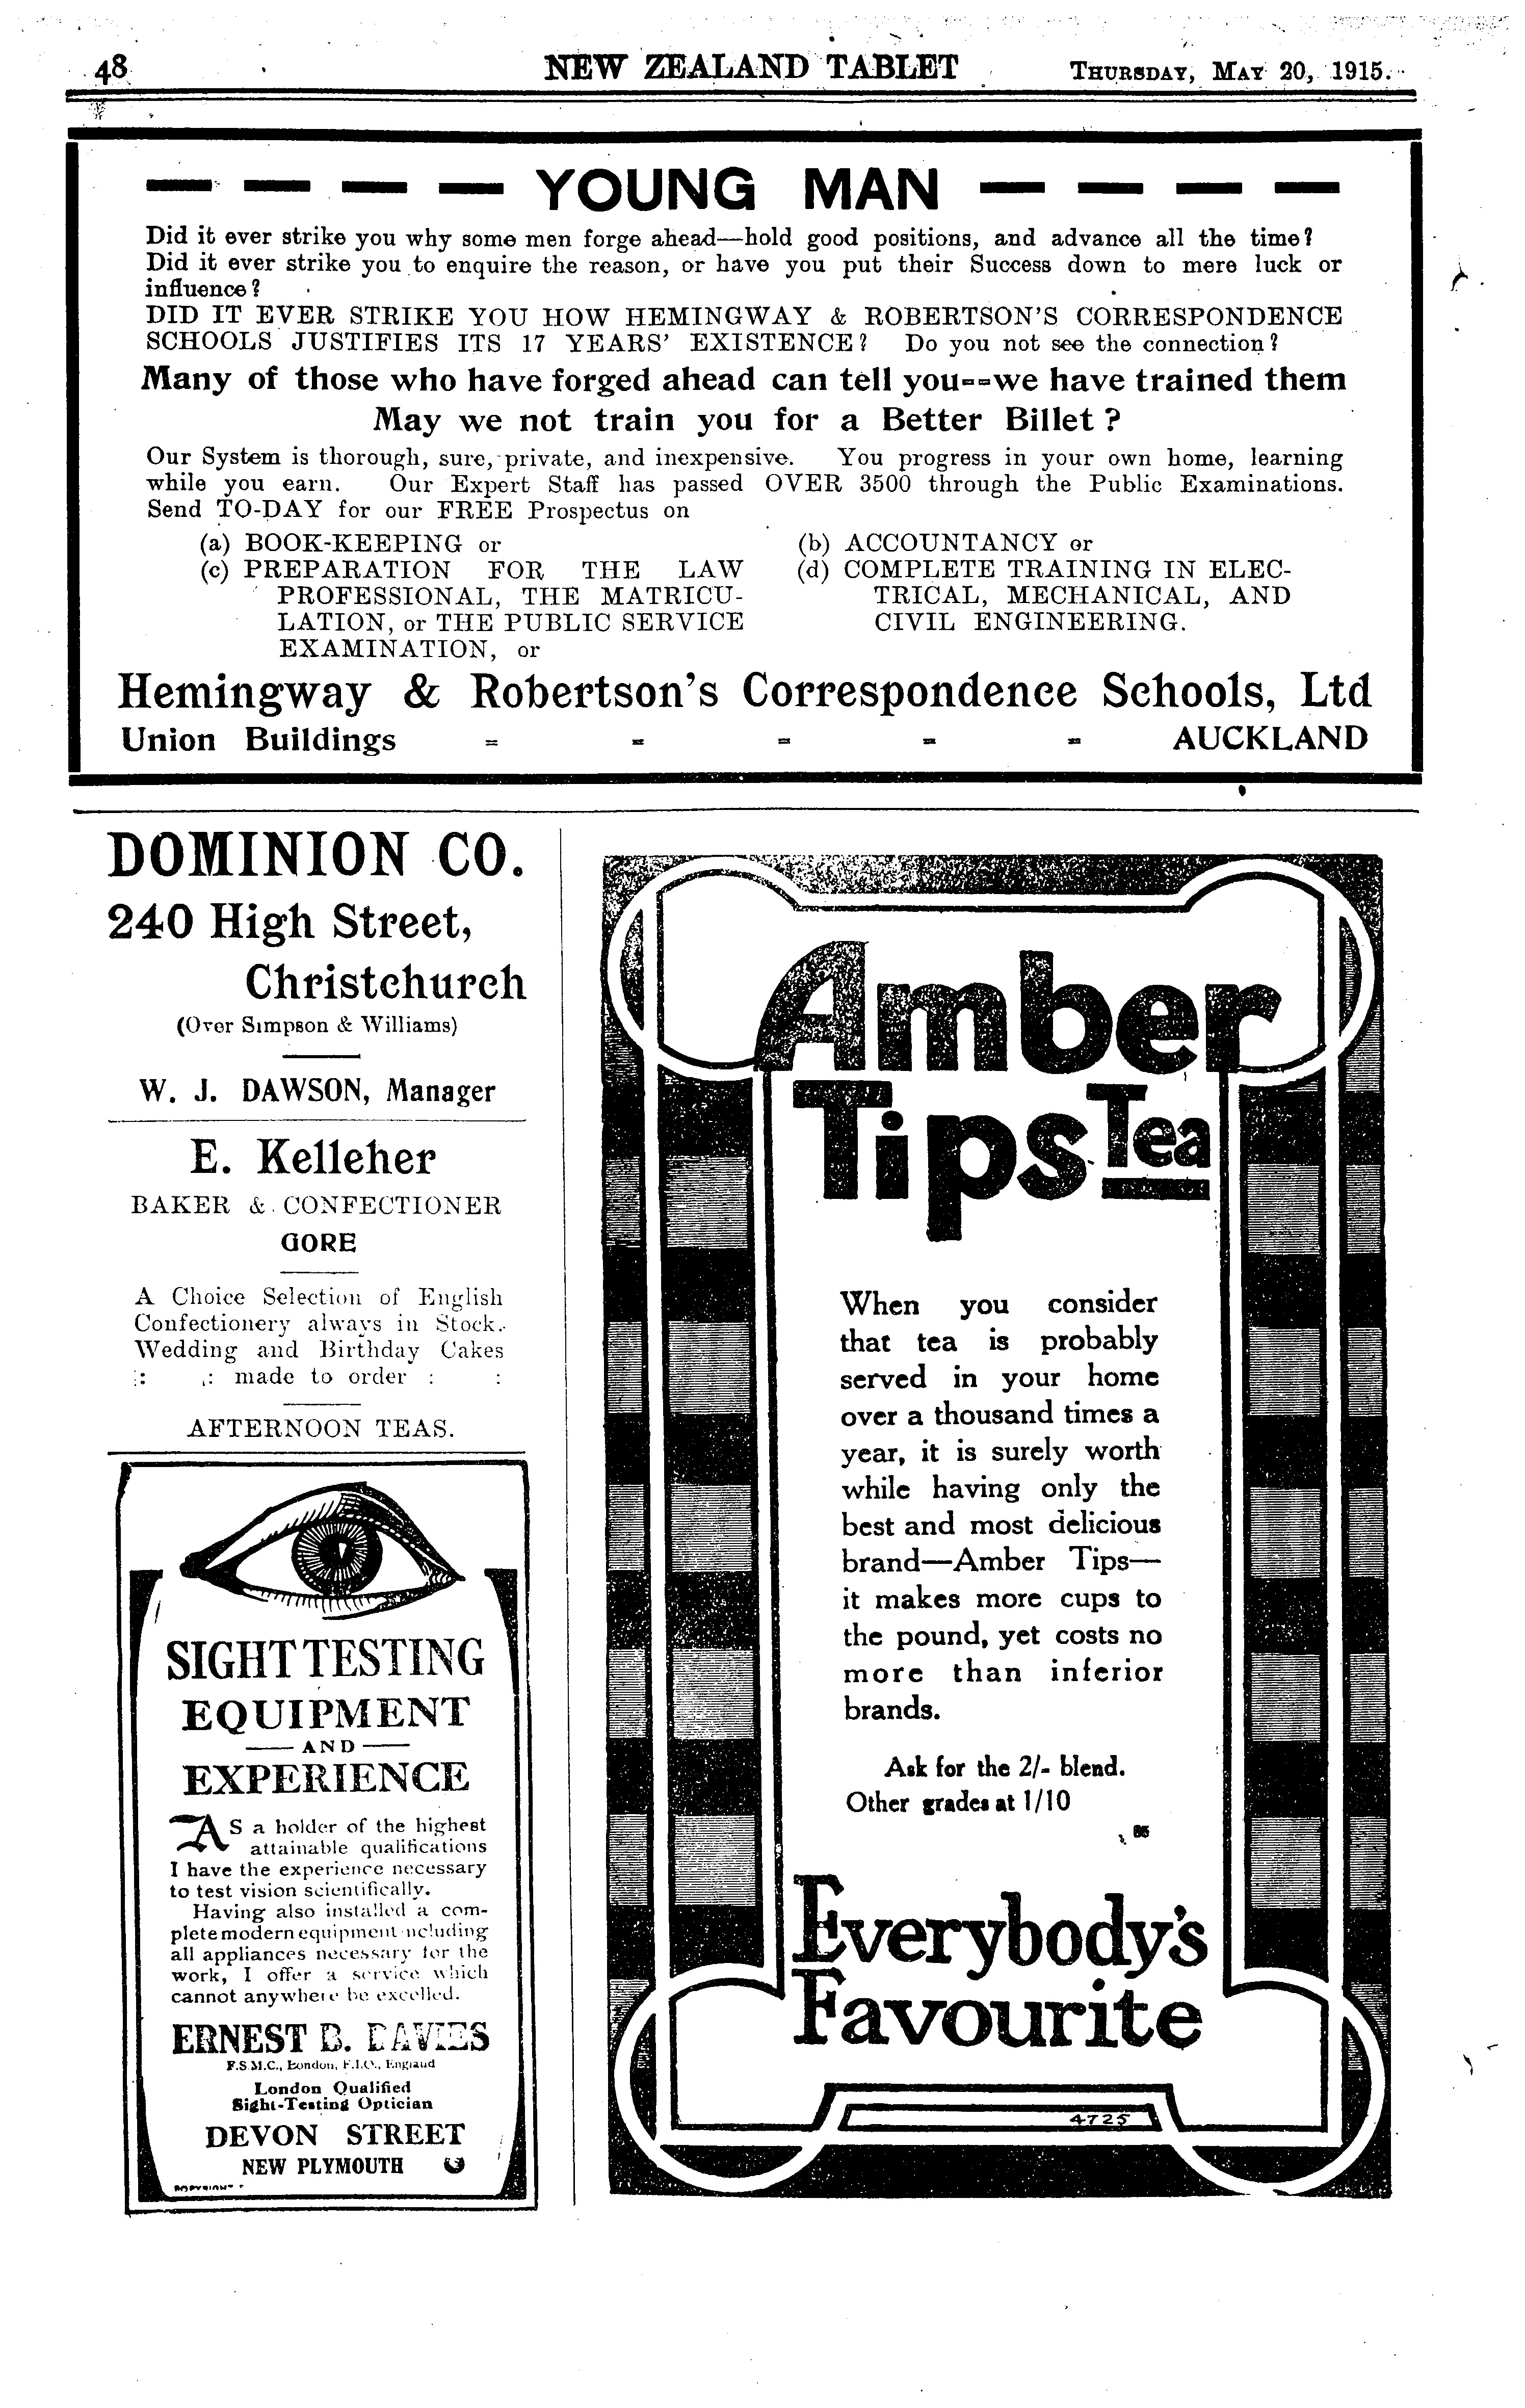 48 NEW ZEALAND TABLET Thursday, May 20, 1915.
YOUNG MAN
Did it ever strike you why some men forge ahead—hold good positions, and advance all the time?
Did it ever strike you to enquire the reason, or have you put their Success down to mere luck or
influence?
DID IT EVER STRIKE YOU HOW HEMINGWAY & ROBERTSON'S CORRESPONDENCE
SCHOOLS JUSTIFIES ITS 17 YEARS' EXISTENCE? Do you not see the connection?
Many of those who have forged ahead can tell you--we have trained them
May we not train you for a Better Billet?
Our System is thorough, sure, private, and inexpensive. You progress in your own home, learning
while you earn. Our Expert Staff has passed OVER 3500 through the Public Examinations.
Send TO-DAY for our FREE Prospectus on
(a) BOOK-KEEPING or
(c) PREPARATION FOR THE LAW
PROFESSIONAL, THE MATRICU-
LATION, or THE PUBLIC SERVICE
EXAMINATION, or
(b) ACCOUNTANCY or
(d) COMPLETE TRAINING IN ELEC-
TRICAL, MECHANICAL, AND
CIVIL ENGINEERING.
Hemingway & Robertson's Correspondence Schools, Ltd
Union Buildings - - - - - AUCKLAND
DOMINION CO.
240 High Street,
Christchurch
(Over Simpson & Williams)
W. J. DAWSON, Manager
E. Kelleher
BAKER & CONFECTIONER
GORE
A Choice Selection of English
Confectionery always in Stock.
Wedding and Birthday Cakes
: : made to order : :
AFTERNOON TEAS.
SIGHT TESTING
EQUIPMENT
AND
EXPERIENCE
AS a holder of the highest
attainable qualifications
I have the experience necessary
to test vision scientifically.
Having also installed a com-
plete modern equipment including
all appliances necessary for the
work, I offer a service which
cannot anywhere be excelled.
ERNEST B. DAVIES
F.S.M.C., London, F.I.O., England
London Qualified
Sight-Testing Optician
DEVON STREET
NEW PLYMOUTH
COPYRIGHT
Amber
Tips Tea
When you consider
that tea is probably
served in your home
over a thousand times a
year, it is surely worth
while having only the
best and most delicious
brand—Amber Tips—
it makes more cups to
the pound, yet costs no
more than inferior
brands.
Ask for the 2/- blend.
Other grades at 1/10
Everybody's
Favourite
4725